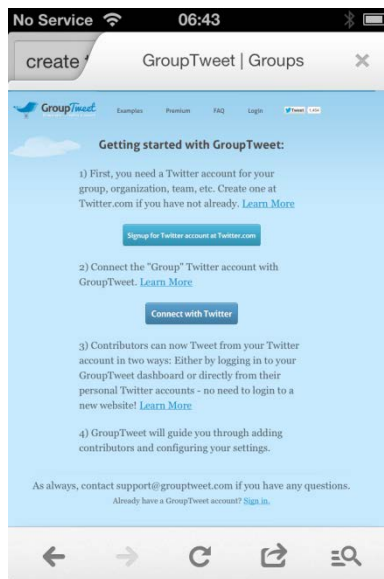 No Service 06:43
create
GroupTweet | Groups
GroupTweet Examples Premium FAQ Login Tweet
Getting started with GroupTweet:
1) First, you need a Twitter account for your
group, organization, team, etc. Create one at
Twitter.com if you have not already. Learn More
Signup for Twitter account at Twitter.com
2) Connect the "Group" Twitter account with
GroupTweet. Learn More
Connect with Twitter
3) Contributors can now Tweet from your Twitter
account in two ways: Either by logging in to your
GroupTweet dashboard or directly from their
personal Twitter accounts - no need to login to a
new website! Learn More
4) GroupTweet will guide you through adding
contributors and configuring your settings.
As always, contact support@grouptweet.com if you have any questions.
Already have a GroupTweet account? Sign in.